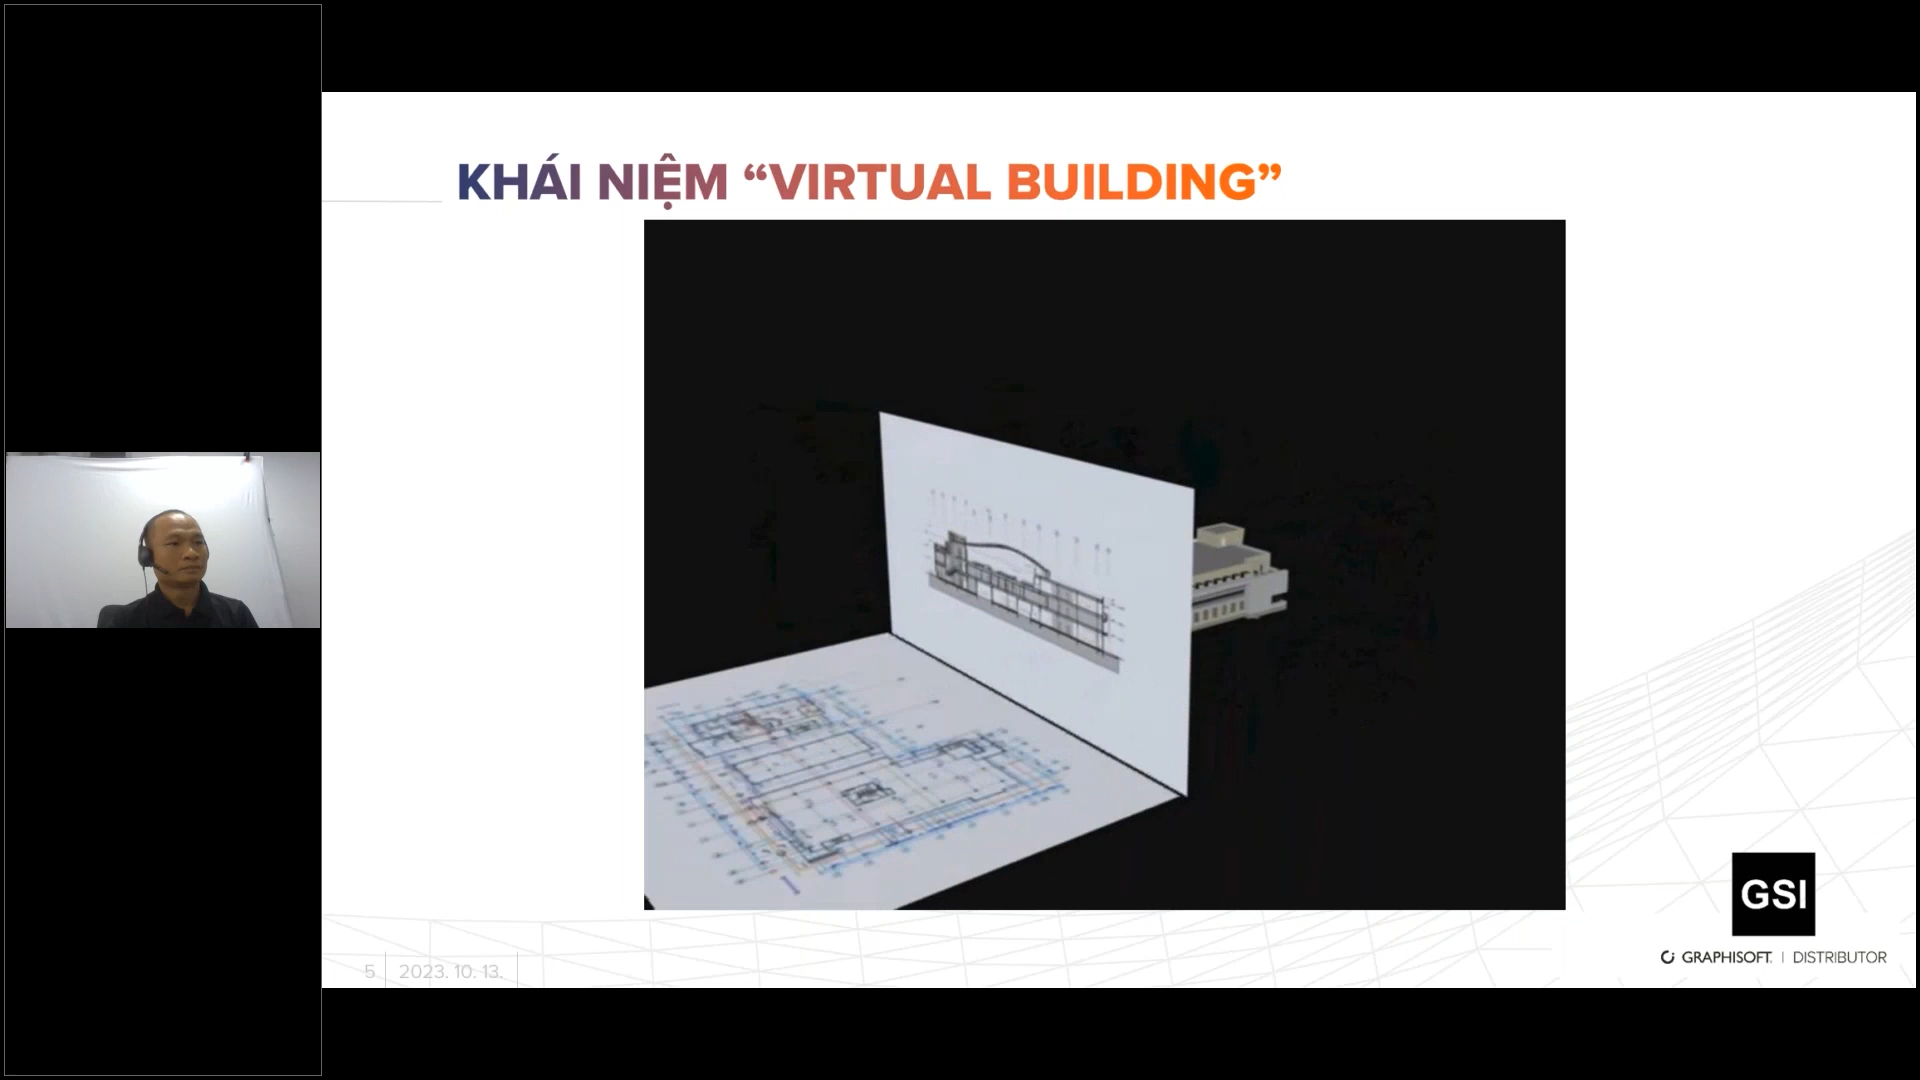 KHÁI NIỆM “VIRTUAL BUILDING”
GSI
GRAPHISOFT. | DISTRIBUTOR
5 | 2023. 10. 13.